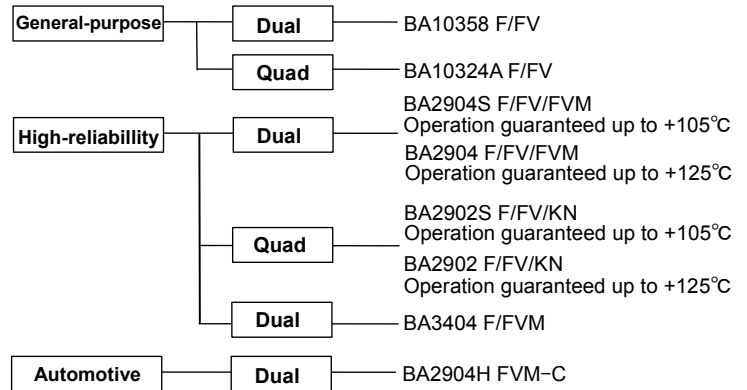 General-purpose
Dual
BA10358 F/FV
Quad
BA10324A F/FV
High-reliabillity
Dual
BA2904S F/FV/FVM
Operation guaranteed up to +105℃
BA2904 F/FV/FVM
Operation guaranteed up to +125℃
Quad
BA2902S F/FV/KN
Operation guaranteed up to +105℃
BA2902 F/FV/KN
Operation guaranteed up to +125℃
Dual
BA3404 F/FVM
Automotive
Dual
BA2904H FVM-C